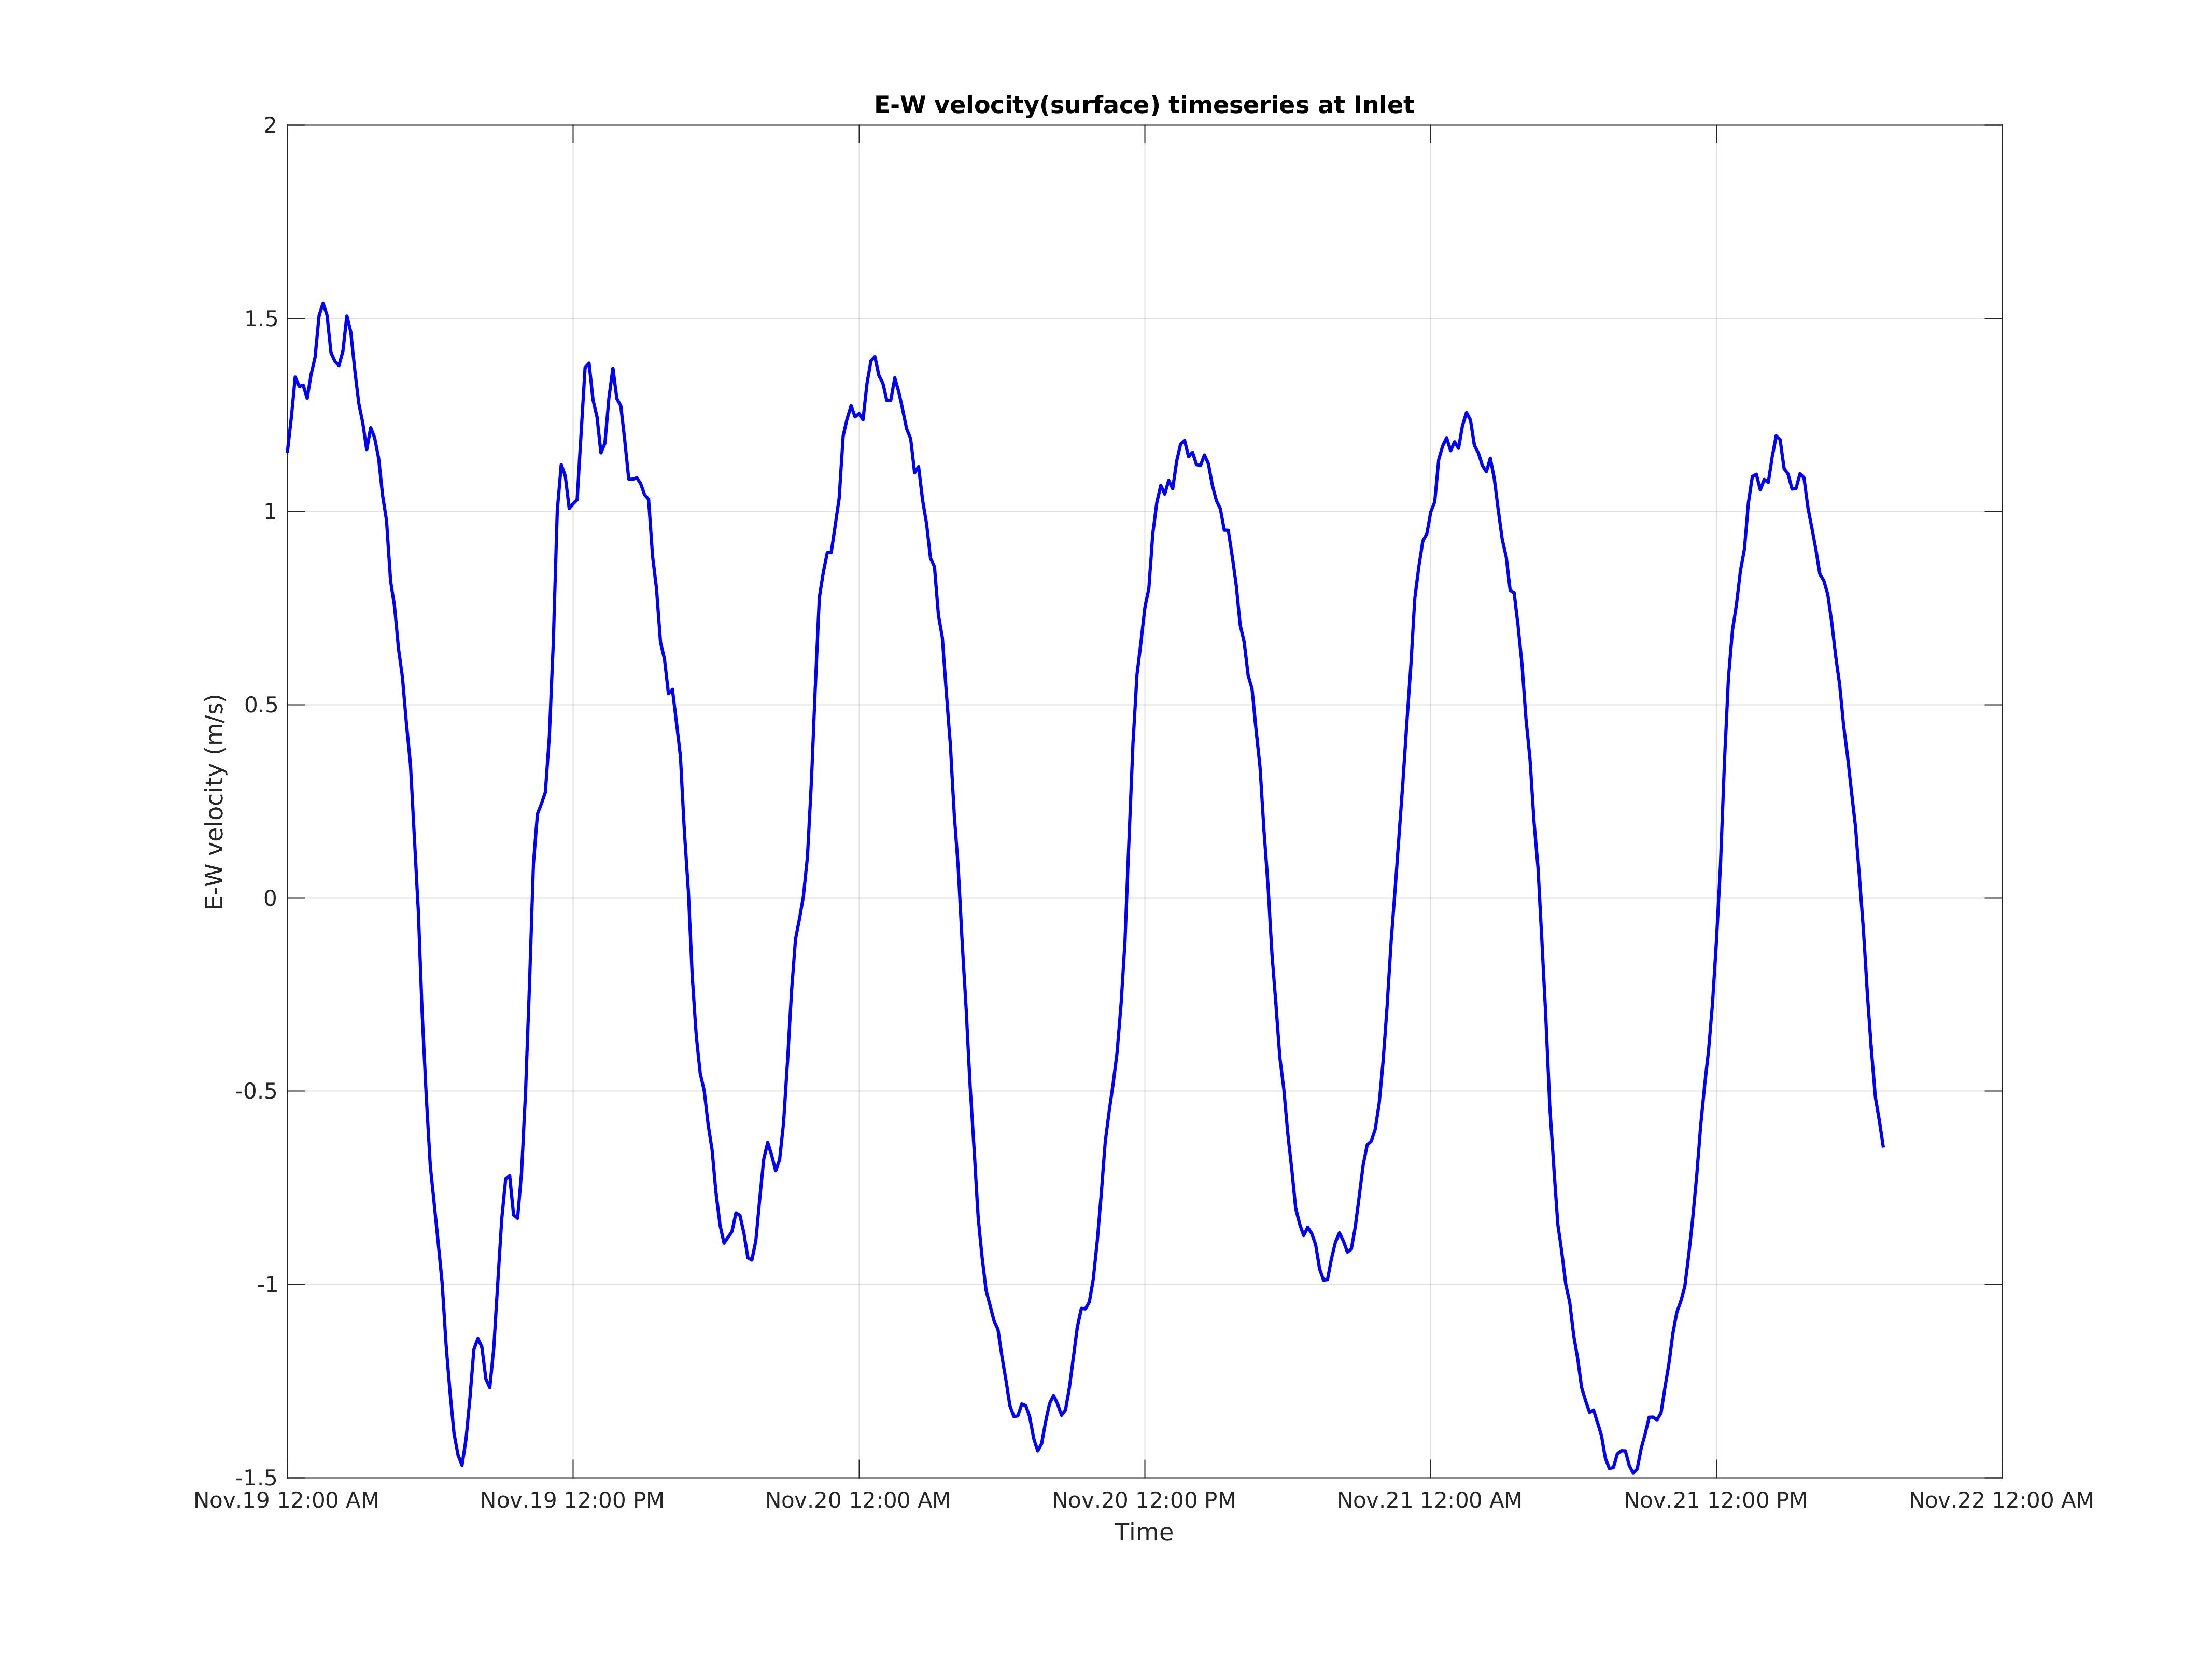 E-W velocity(surface) timeseries at Inlet
2
1.5
1
0.5
0
-0.5
-1
-1.5
E-W velocity (m/s)
Nov.19 12:00 AM Nov.19 12:00 PM Nov.20 12:00 AM Nov.20 12:00 PM Nov.21 12:00 AM Nov.21 12:00 PM Nov.22 12:00 AM
Time